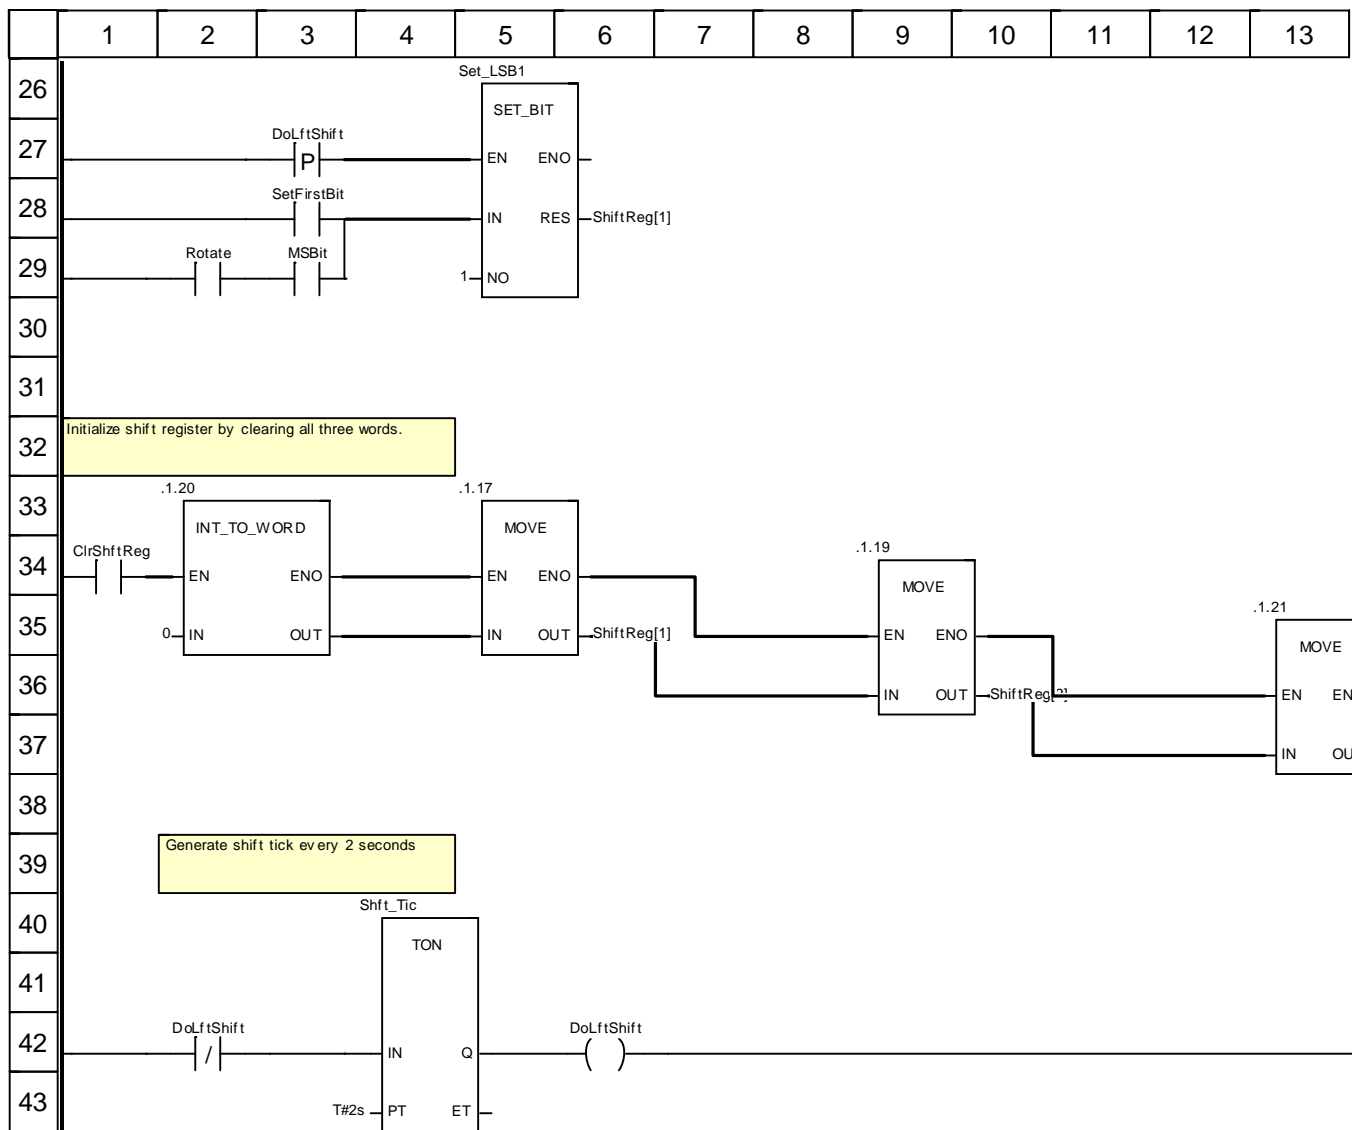 1 2 3 4 5 6 7 8 9 10 11 12 13
26
Set_LSB1
SET_BIT
27
DoLftShift
P
EN ENO
28
SetFirstBit
IN RES ShiftReg[1]
29
Rotate MSBit
1 NO
30
31
32
Initialize shift register by clearing all three words.
33
.1.20 .1.17
INT_TO_WORD MOVE
34
ClrShftReg
.1.19
EN ENO EN ENO
MOVE
35
.1.21
0 IN OUT IN OUT ShiftReg[1] EN ENO
MOVE
36
IN OUT ShiftReg[2] EN EN
37
IN OU
38
39
Generate shift tick every 2 seconds
40
Shft_Tic
TON
41
42
DoLftShift DoLftShift
/ IN Q ( )
43
T#2s PT ET